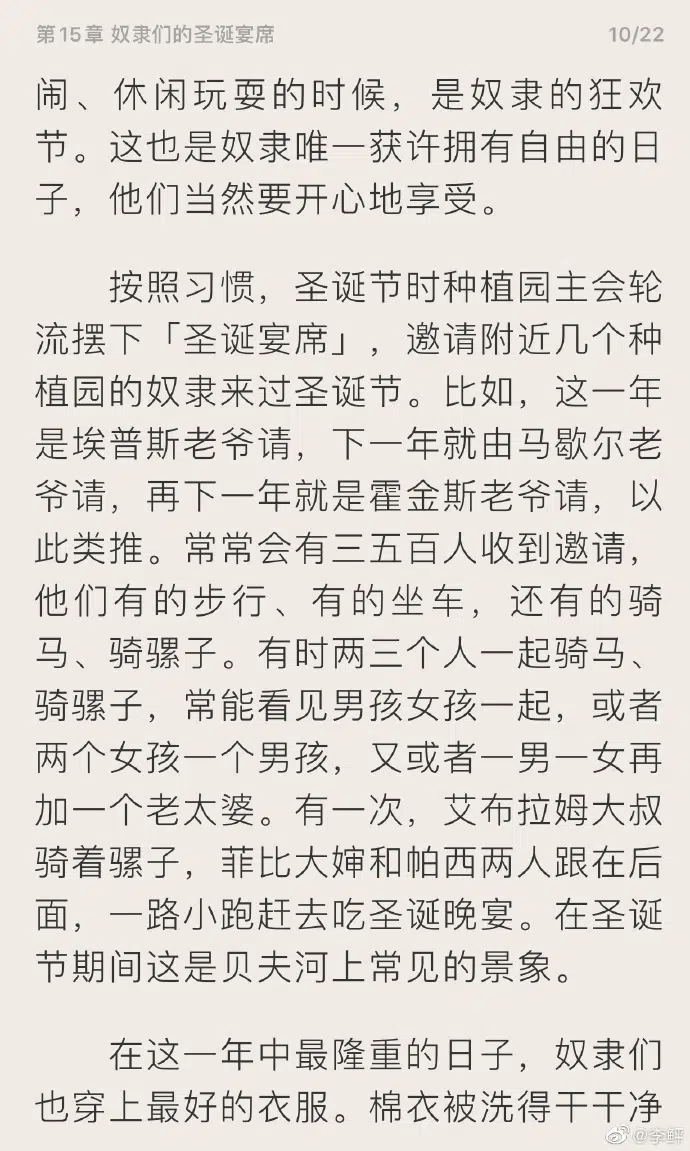 第15章 奴隶们的圣诞宴席 10/22
闹、休闲玩耍的时候，是奴隶的狂欢
节。这也是奴隶唯一获许拥有自由的日
子，他们当然要开心地享受。
按照习惯，圣诞节时种植园主会轮
流摆下「圣诞宴席」，邀请附近几个种
植园的奴隶来过圣诞节。比如，这一年
是埃普斯老爷请，下一年就由马歇尔老
爷请，再下一年就是霍金斯老爷请，以
此类推。常常会有三五百人收到邀请，
他们有的步行、有的坐车，还有的骑
马、骑骡子。有时两三个人一起骑马、
骑骡子，常能看见男孩女孩一起，或者
两个女孩一个男孩，又或者一男一女再
加一个老太婆。有一次，艾布拉姆大叔
骑着骡子，菲比大婶和帕西两人跟在后
面，一路小跑赶去吃圣诞晚宴。在圣诞
节期间这是贝夫河上常见的景象。
在这一年中最隆重的日子，奴隶们
也穿上最好的衣服。棉衣被洗得干干净
@李鲆